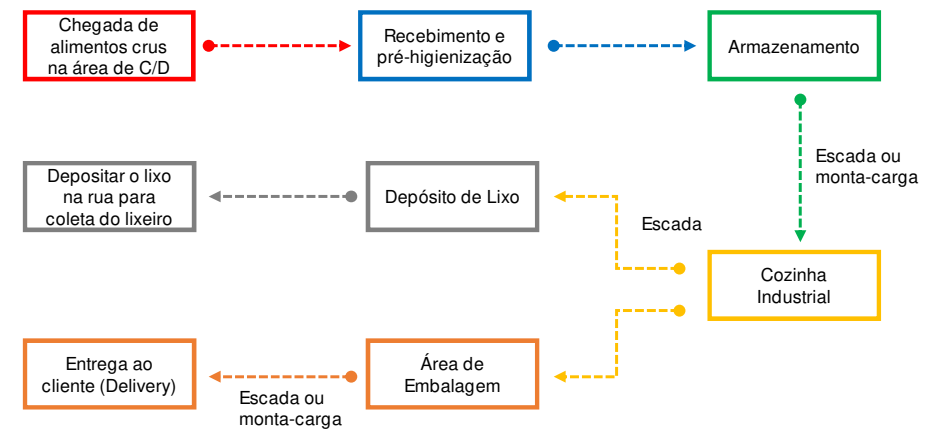 Chegada de
alimentos crus
na área de C/D
Recebimento e
pré-higienização
Armazenamento
Escada ou
monta-carga
Depositar o lixo
na rua para
coleta do lixeiro
Depósito de Lixo
Escada
Cozinha
Industrial
Entrega ao
cliente (Delivery)
Escada ou
monta-carga
Área de
Embalagem